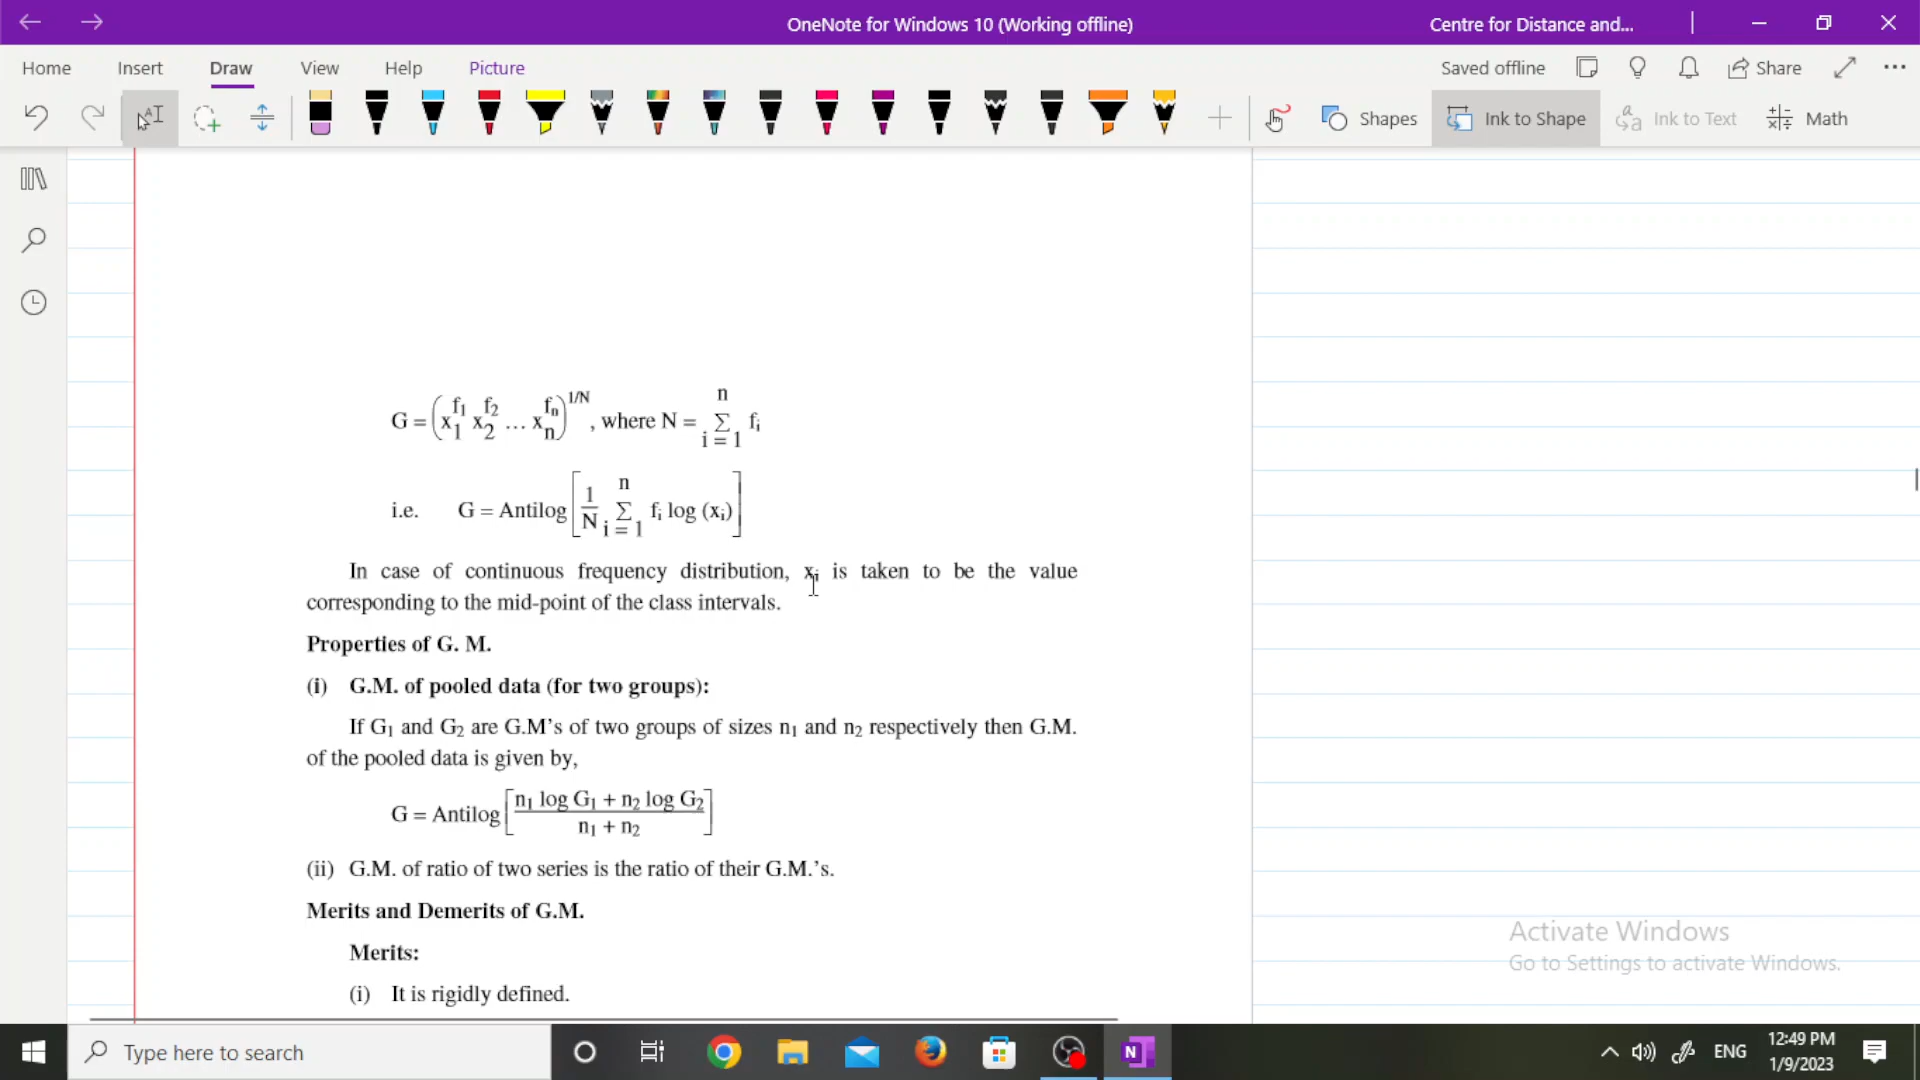 OneNote for Windows 10 (Working offline)
Centre for Distance and...
Home Insert Draw View Help Picture
Saved offline
Share
Shapes
Ink to Shape
Ink to Text
Math
G = (x₁^f₁ x₂^f₂ … xₙ^fₙ)^1/N, where N = Σ_{i = 1}^{n} fᵢ
i.e. G = Antilog [1/N Σ_{i = 1}^{n} fᵢ log (xᵢ)]
In case of continuous frequency distribution, xᵢ is taken to be the value
corresponding to the mid-point of the class intervals.
Properties of G. M.
(i) G.M. of pooled data (for two groups):
If G₁ and G₂ are G.M’s of two groups of sizes n₁ and n₂ respectively then G.M.
of the pooled data is given by,
G = Antilog [(n₁ log G₁ + n₂ log G₂) / (n₁ + n₂)]
(ii) G.M. of ratio of two series is the ratio of their G.M.’s.
Merits and Demerits of G.M.
Merits:
(i) It is rigidly defined.
Activate Windows
Go to Settings to activate Windows.
Type here to search
ENG
12:49 PM
1/9/2023